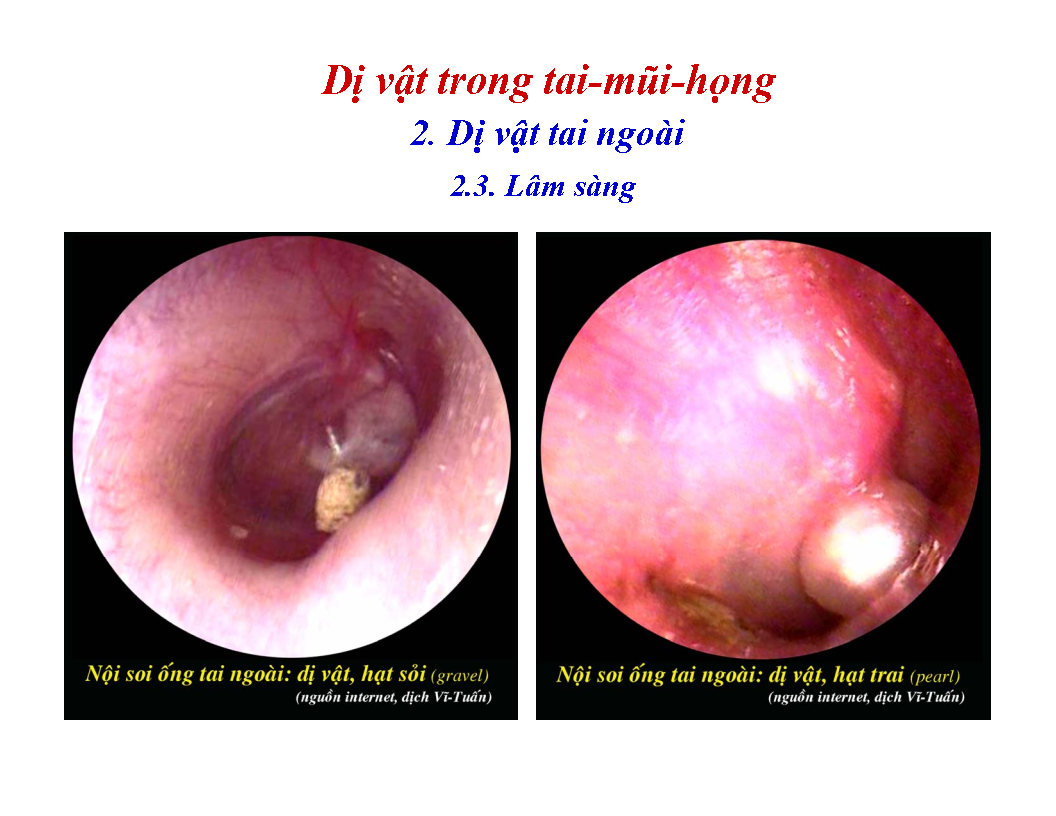 Dị vật trong tai-mũi-họng
2. Dị vật tai ngoài
2.3. Lâm sàng
Nội soi ống tai ngoài: dị vật, hạt sỏi (gravel)
(nguồn internet, dịch Vĩ-Tuấn)
Nội soi ống tai ngoài: dị vật, hạt trai (pearl)
(nguồn internet, dịch Vĩ-Tuấn)